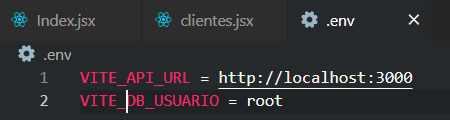 Index.jsx clientes.jsx .env
.env
1 VITE_API_URL = http://localhost:3000
2 VITE_DB_USUARIO = root